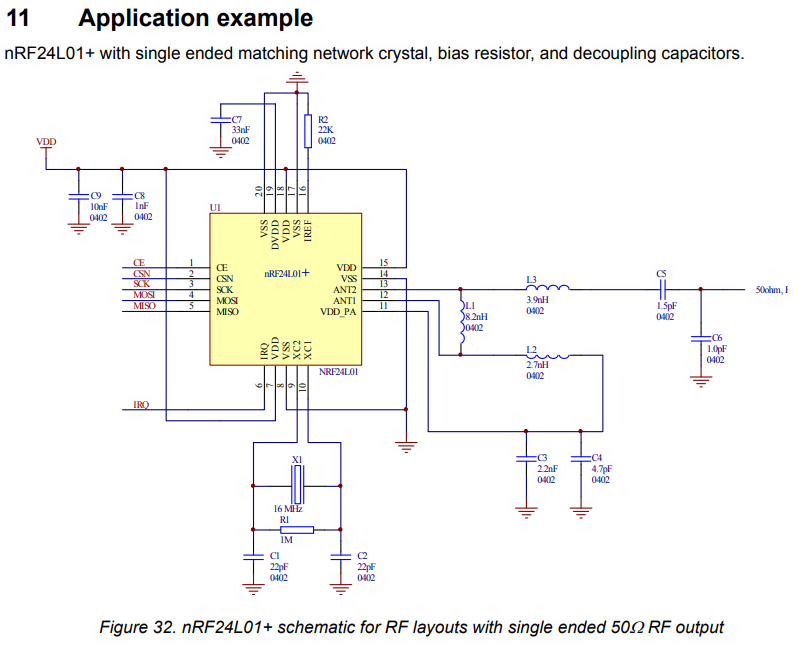 11 Application example
nRF24L01+ with single ended matching network crystal, bias resistor, and decoupling capacitors.
C7
33nF
0402
R2
22K
0402
VDD
C9
10nF
0402
C8
1nF
0402
20
19
18
17
16
U1
VSS
DVDD
VDD
VSS
IREF
nRF24L01+
CE 1 CE
CSN 2 CSN
SCK 3 SCK
MOSI 4 MOSI
MISO 5 MISO
VDD 15
VSS 14
ANT2 13
ANT1 12
VDD_PA 11
IRQ
VDD
VSS
XC2
XC1
NRF24L01
6
7
8
9
10
IRQ
L1
8.2nH
0402
L3
3.9nH
0402
L2
2.7nH
0402
C5
1.5pF
0402
50ohm,
C6
1.0pF
0402
C3
2.2nF
0402
C4
4.7pF
0402
X1
16 MHz
R1
1M
C1
22pF
0402
C2
22pF
0402
Figure 32. nRF24L01+ schematic for RF layouts with single ended 50Ω RF output